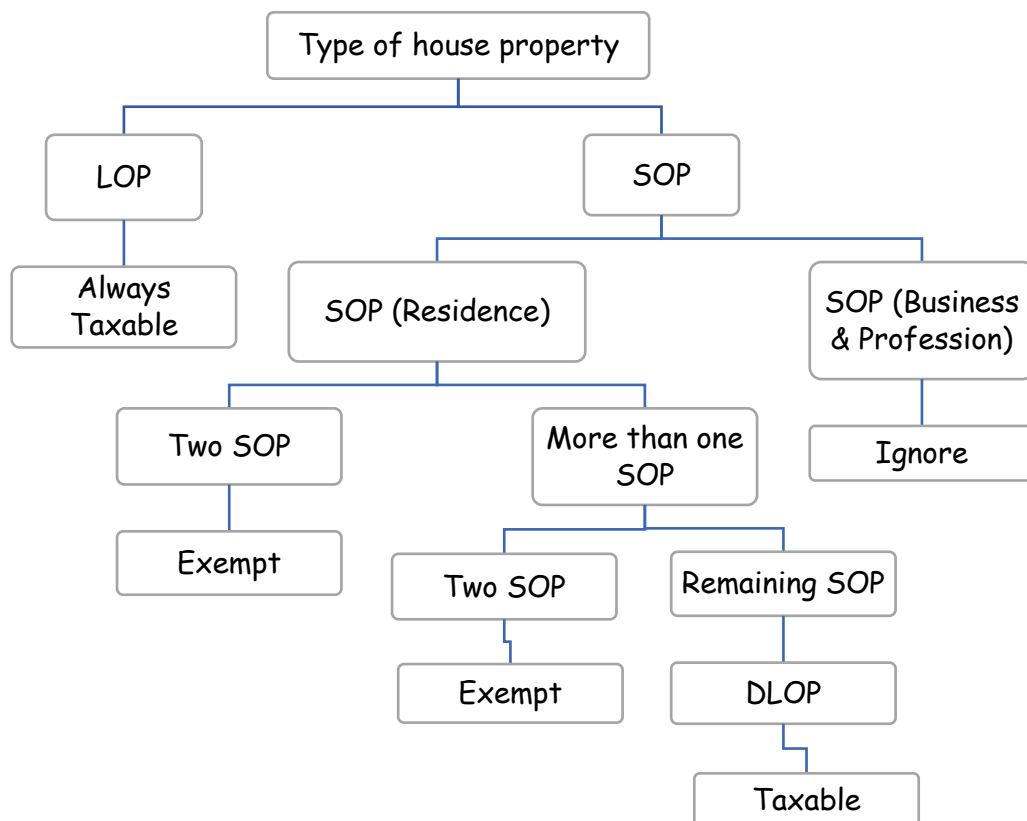 Type of house property
LOP
SOP
Always
Taxable
SOP (Residence)
SOP (Business
& Profession)
Two SOP
More than one
SOP
Ignore
Exempt
Two SOP
Remaining SOP
Exempt
DLOP
Taxable